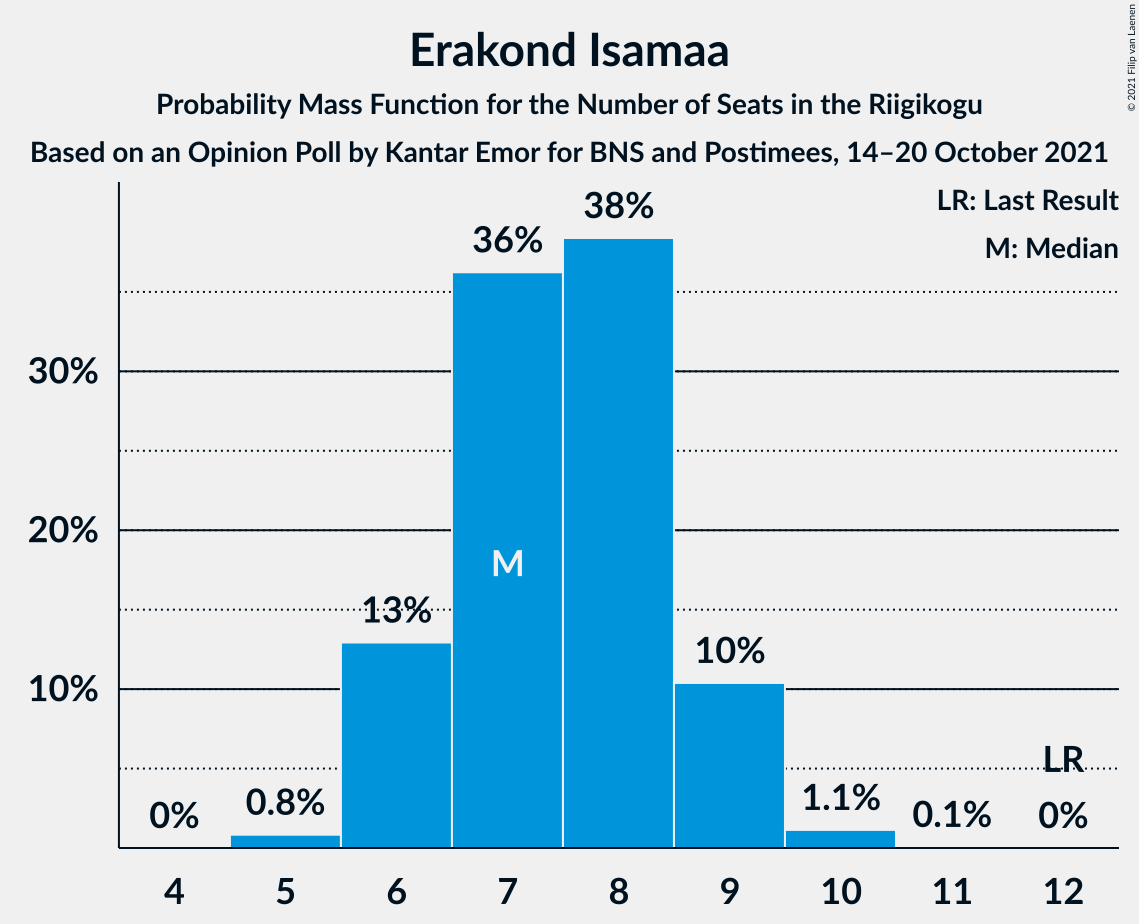 Erakond Isamaa
Probability Mass Function for the Number of Seats in the Riigikogu
Based on an Opinion Poll by Kantar Emor for BNS and Postimees, 14–20 October 2021
© 2021 Filip van Laenen
LR: Last Result
M: Median
38%
36%
30%
20%
M
13%
10%
10%
LR
0%
0.8%
1.1%
0.1%
0%
4 5 6 7 8 9 10 11 12